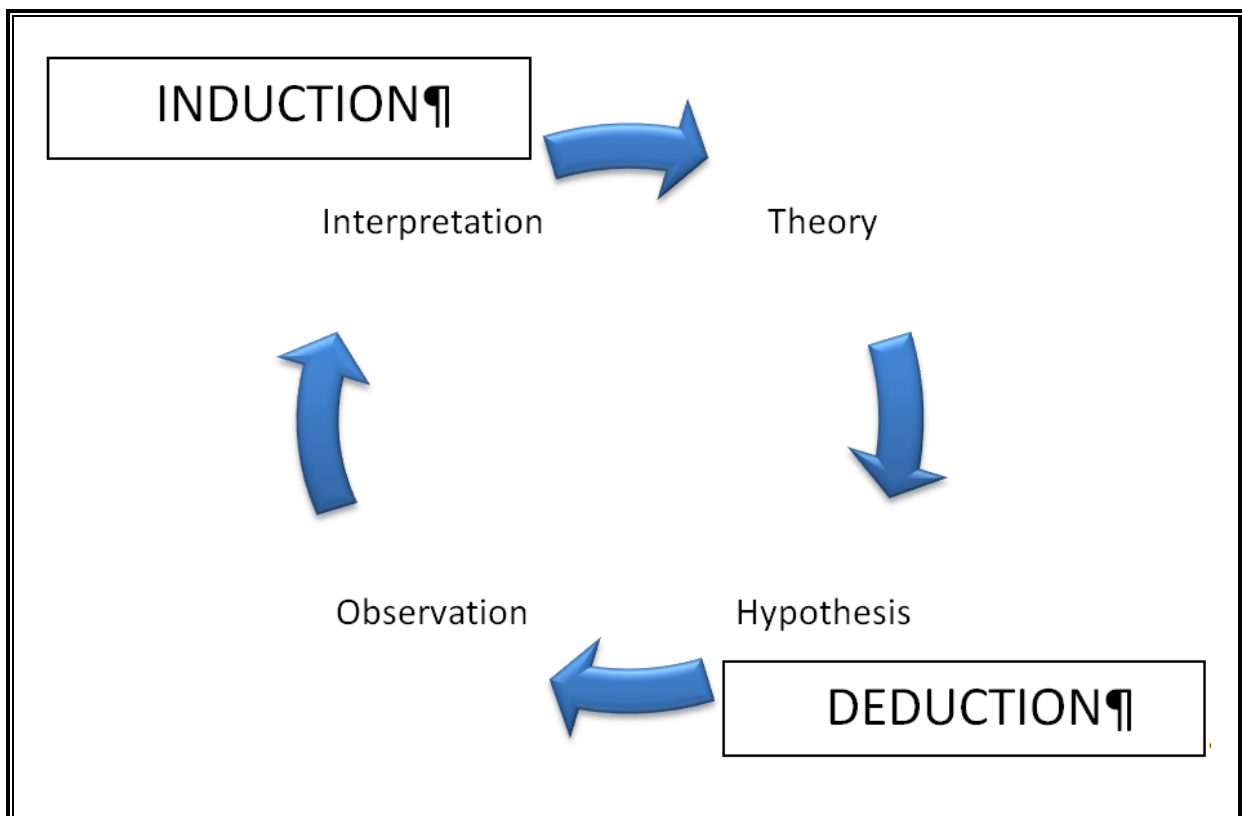 INDUCTION¶
Interpretation Theory
Observation Hypothesis
DEDUCTION¶